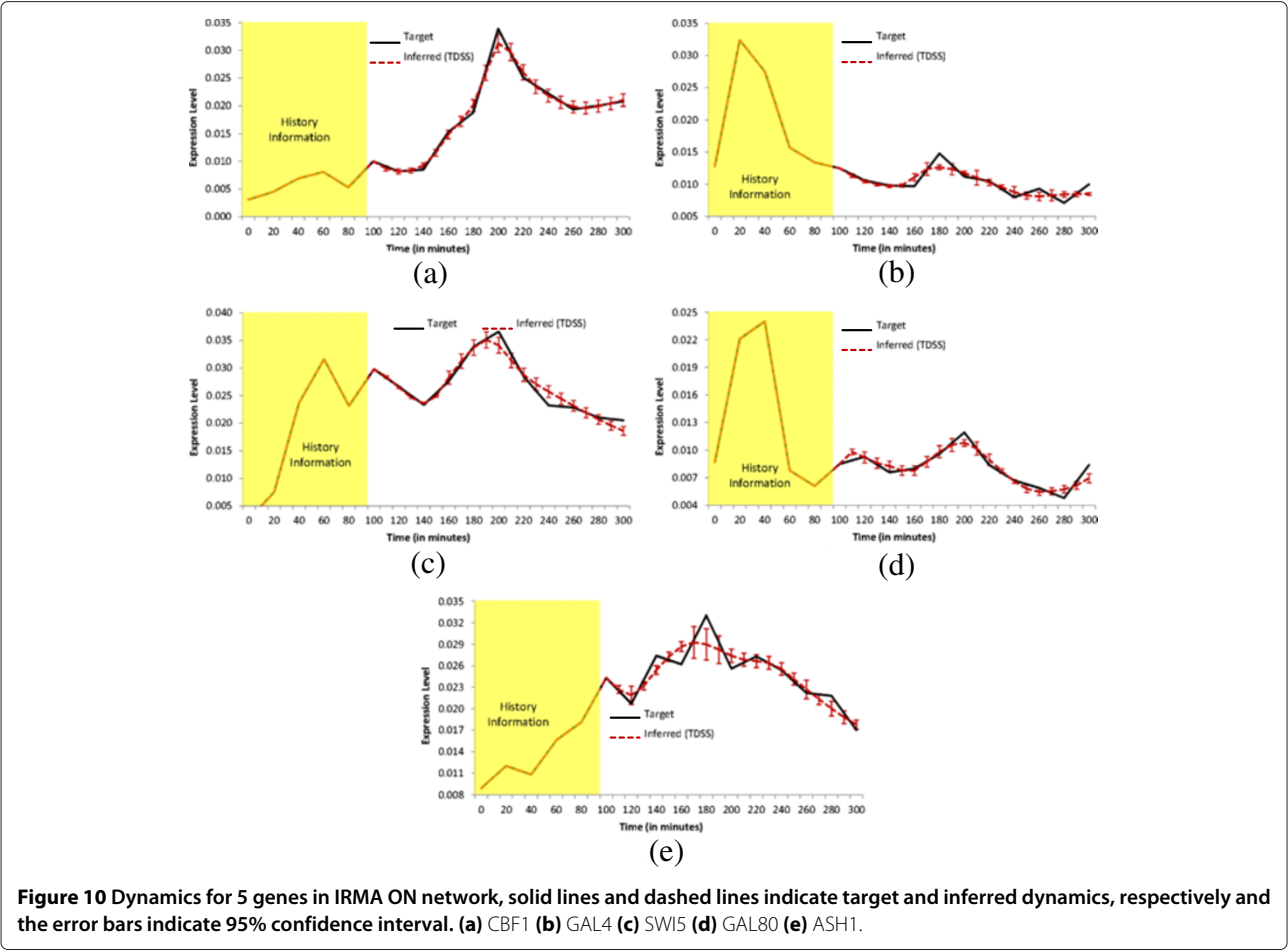 0.035
0.030
0.025
0.020
0.015
0.010
0.005
0.000
Expression Level
Target
Inferred (TDSS)
History
Information
0 20 40 60 80 100 120 140 160 180 200 220 240 260 280 300
Time (in minutes)
(a)
0.035
0.030
0.025
0.020
0.015
0.010
0.005
Expression Level
Target
Inferred (TDSS)
History
Information
0 20 40 60 80 100 120 140 160 180 200 220 240 260 280 300
Time (in minutes)
(b)
0.040
0.035
0.030
0.025
0.020
0.015
0.010
0.005
Expression Level
Target
Inferred (TDSS)
History
Information
0 20 40 60 80 100 120 140 160 180 200 220 240 260 280 300
Time (in minutes)
(c)
0.025
0.022
0.019
0.016
0.013
0.010
0.007
0.004
Expression Level
Target
Inferred (TDSS)
History
Information
0 20 40 60 80 100 120 140 160 180 200 220 240 260 280 300
Time (in minutes)
(d)
0.035
0.032
0.029
0.026
0.023
0.020
0.017
0.014
0.011
0.008
Expression Level
History
Information
Target
Inferred (TDSS)
0 20 40 60 80 100 120 140 160 180 200 220 240 260 280 300
Time (in minutes)
(e)
Figure 10 Dynamics for 5 genes in IRMA ON network, solid lines and dashed lines indicate target and inferred dynamics, respectively and
the error bars indicate 95% confidence interval. (a) CBF1 (b) GAL4 (c) SWI5 (d) GAL80 (e) ASH1.